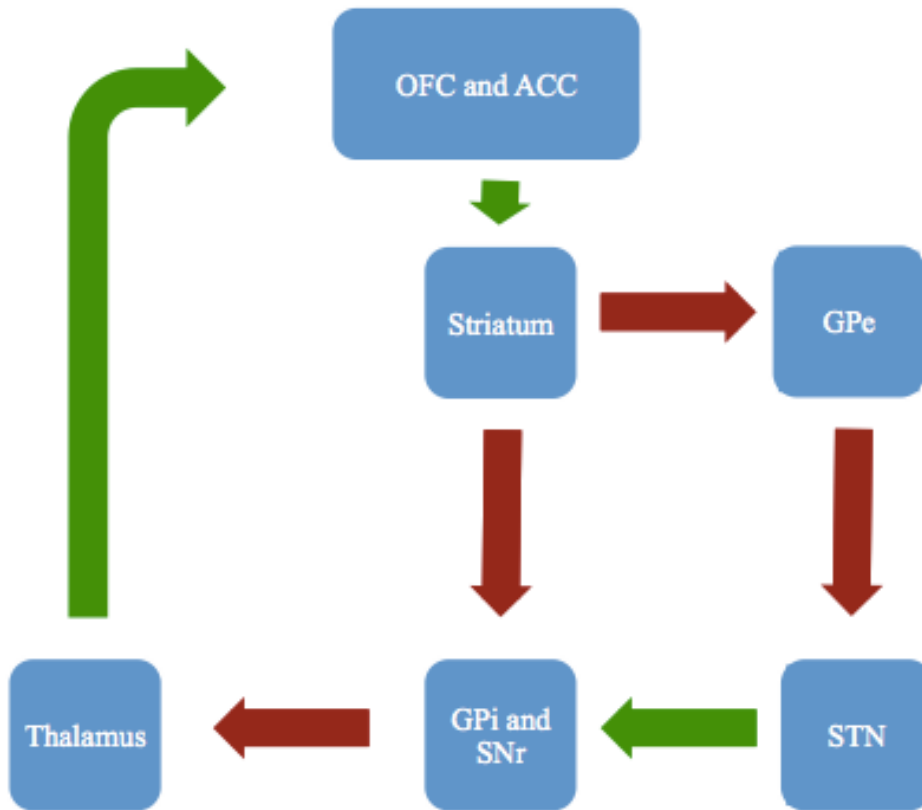 OFC and ACC
Striatum
GPe
Thalamus
GPi and
SNr
STN